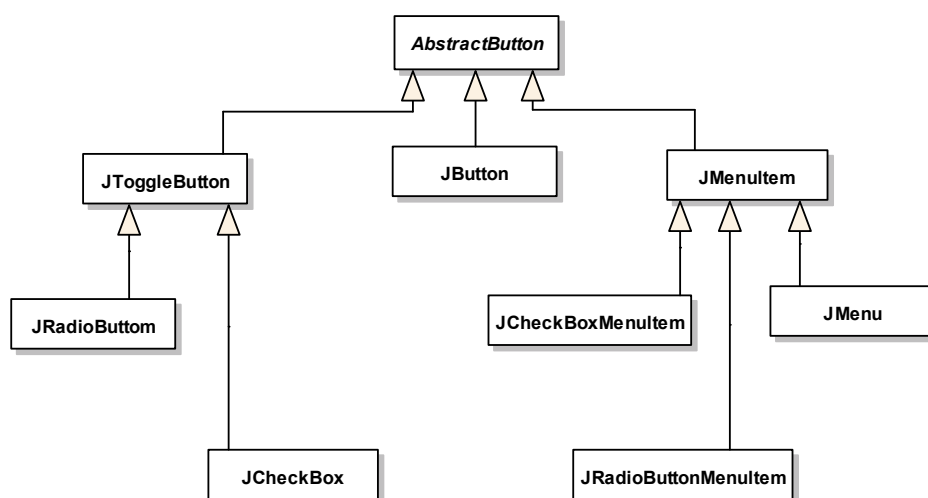 AbstractButton
JToggleButton
JButton
JMenuItem
JRadioButtom
JCheckBoxMenuItem
JMenu
JCheckBox
JRadioButtonMenuItem